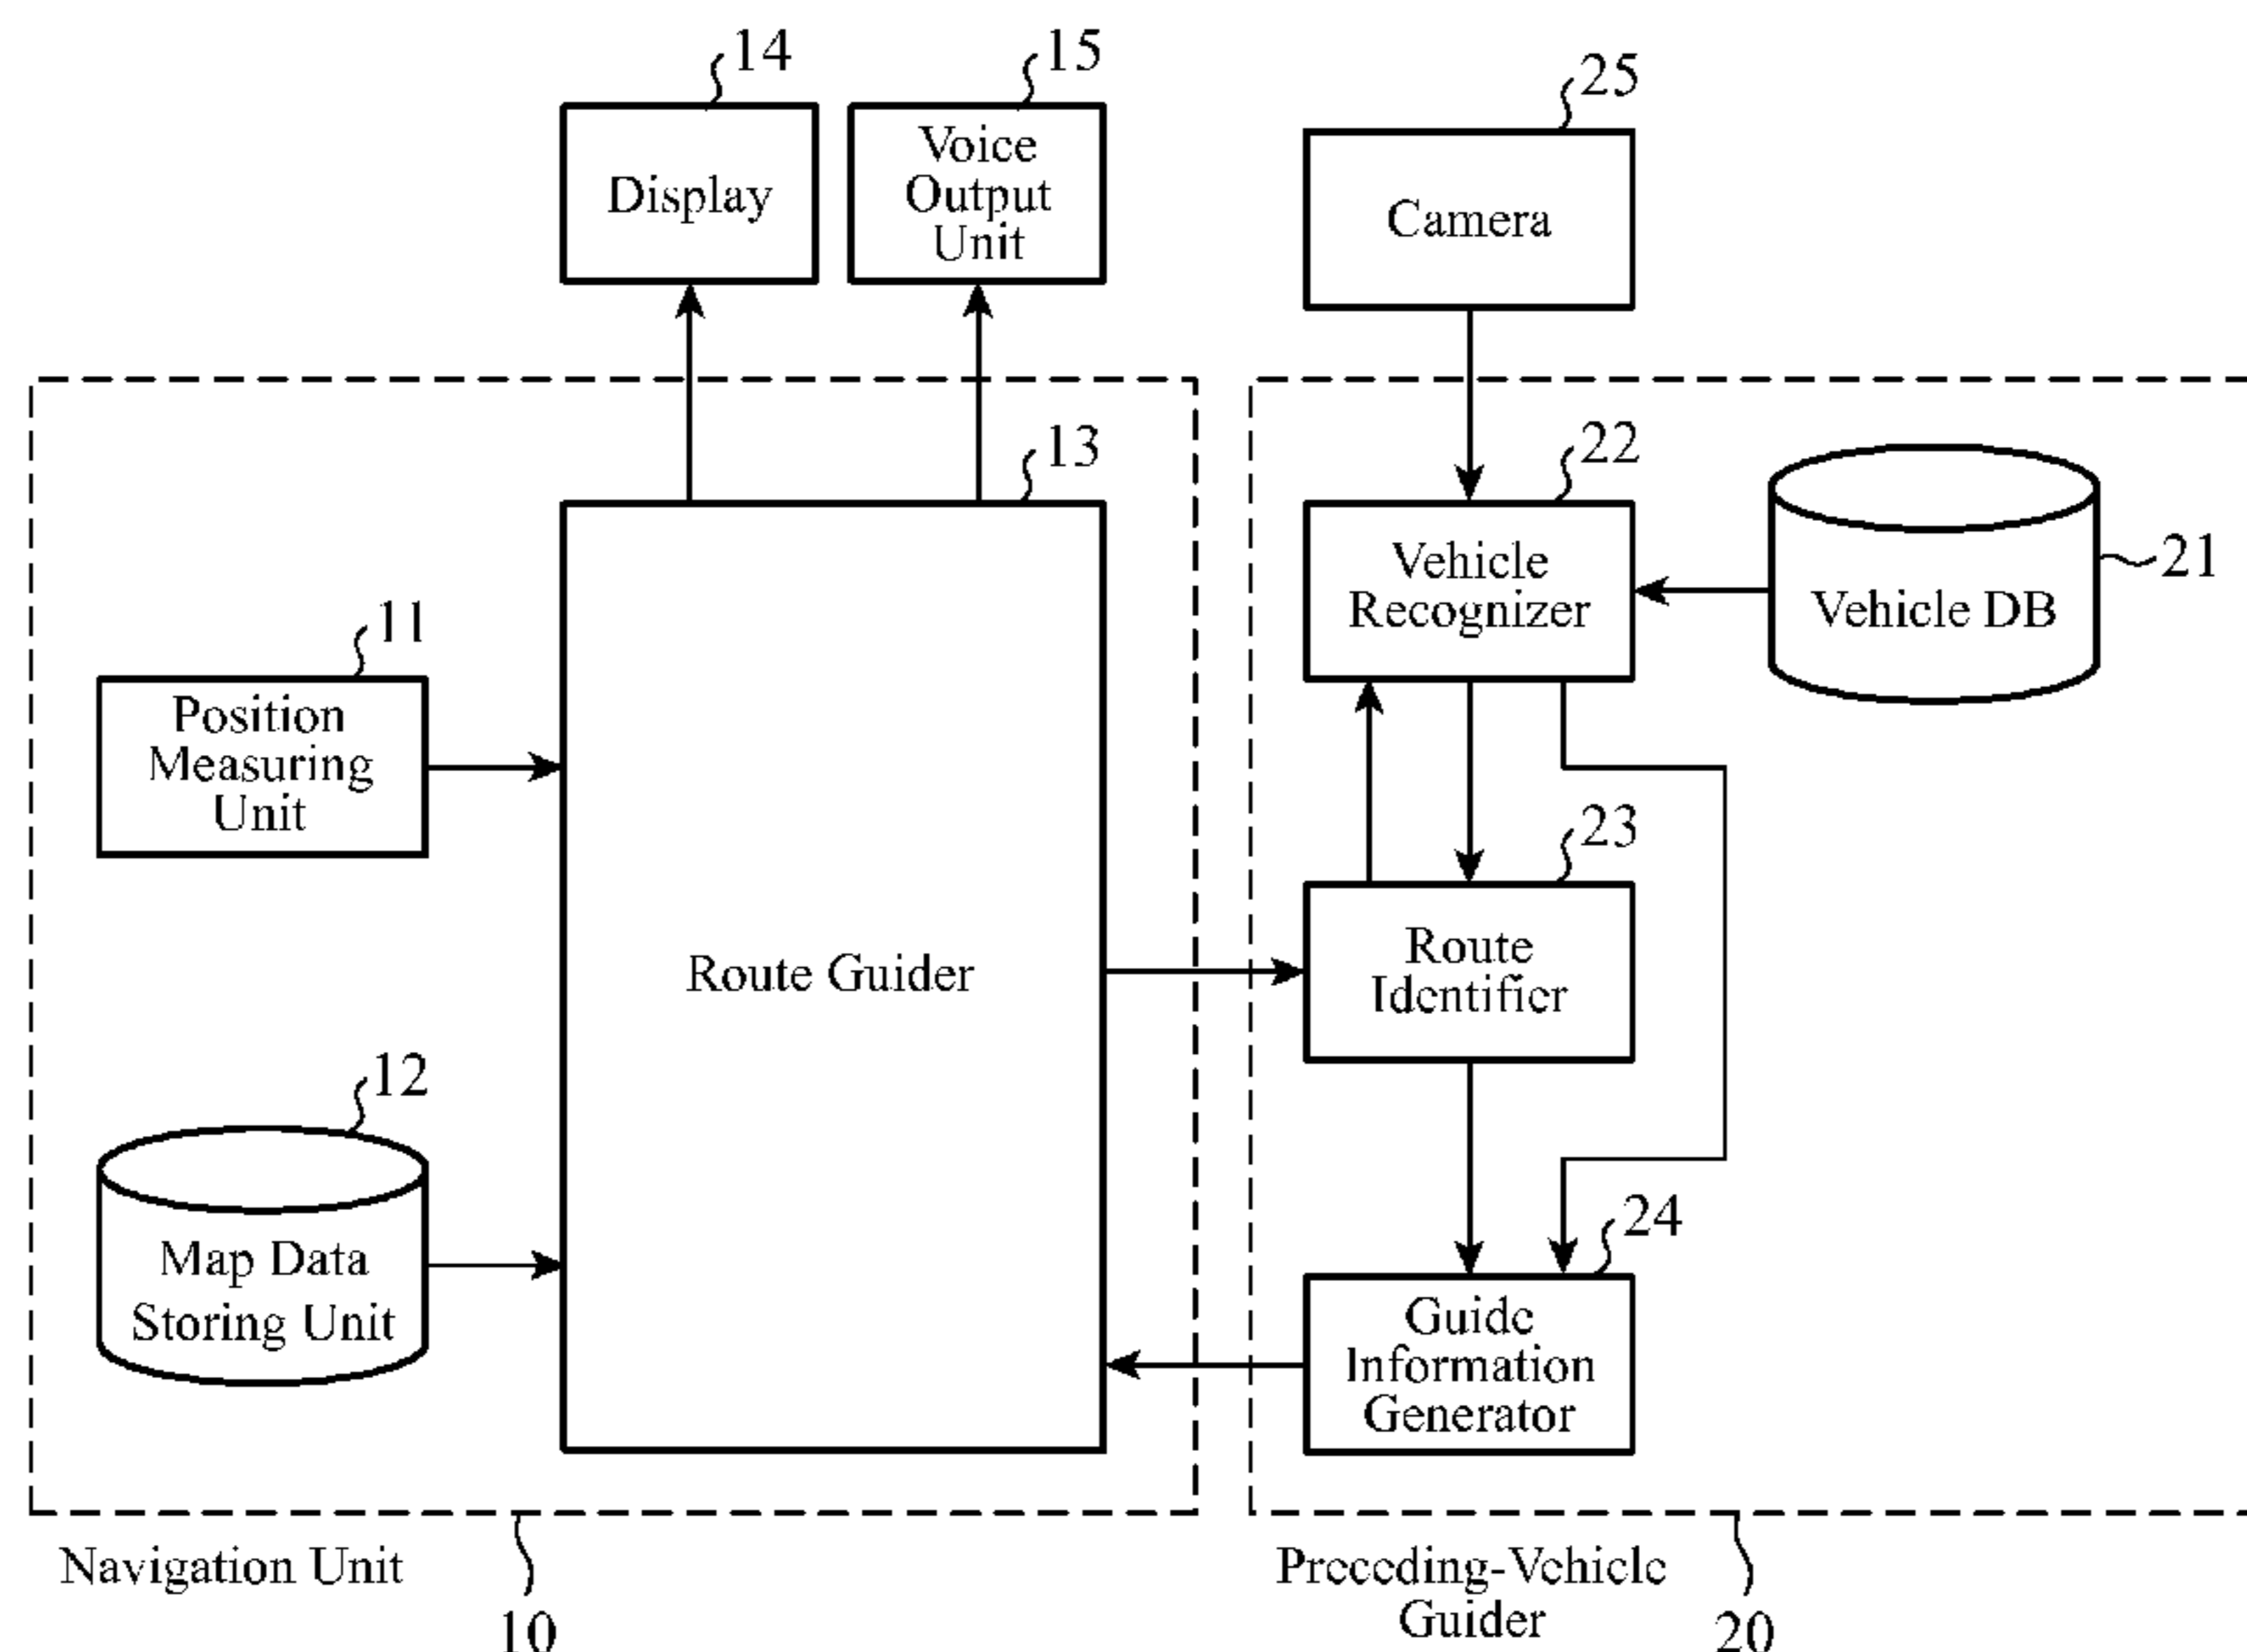 14
15
25
Display
Voice
Output
Unit
Camera
13
22
Vehicle
Recognizer
21
Vehicle DB
11
Position
Measuring
Unit
23
Route Guider
Route
Identifier
12
Map Data
Storing Unit
24
Guide
Information
Generator
Navigation Unit
10
Preceding-Vehicle
Guider
20